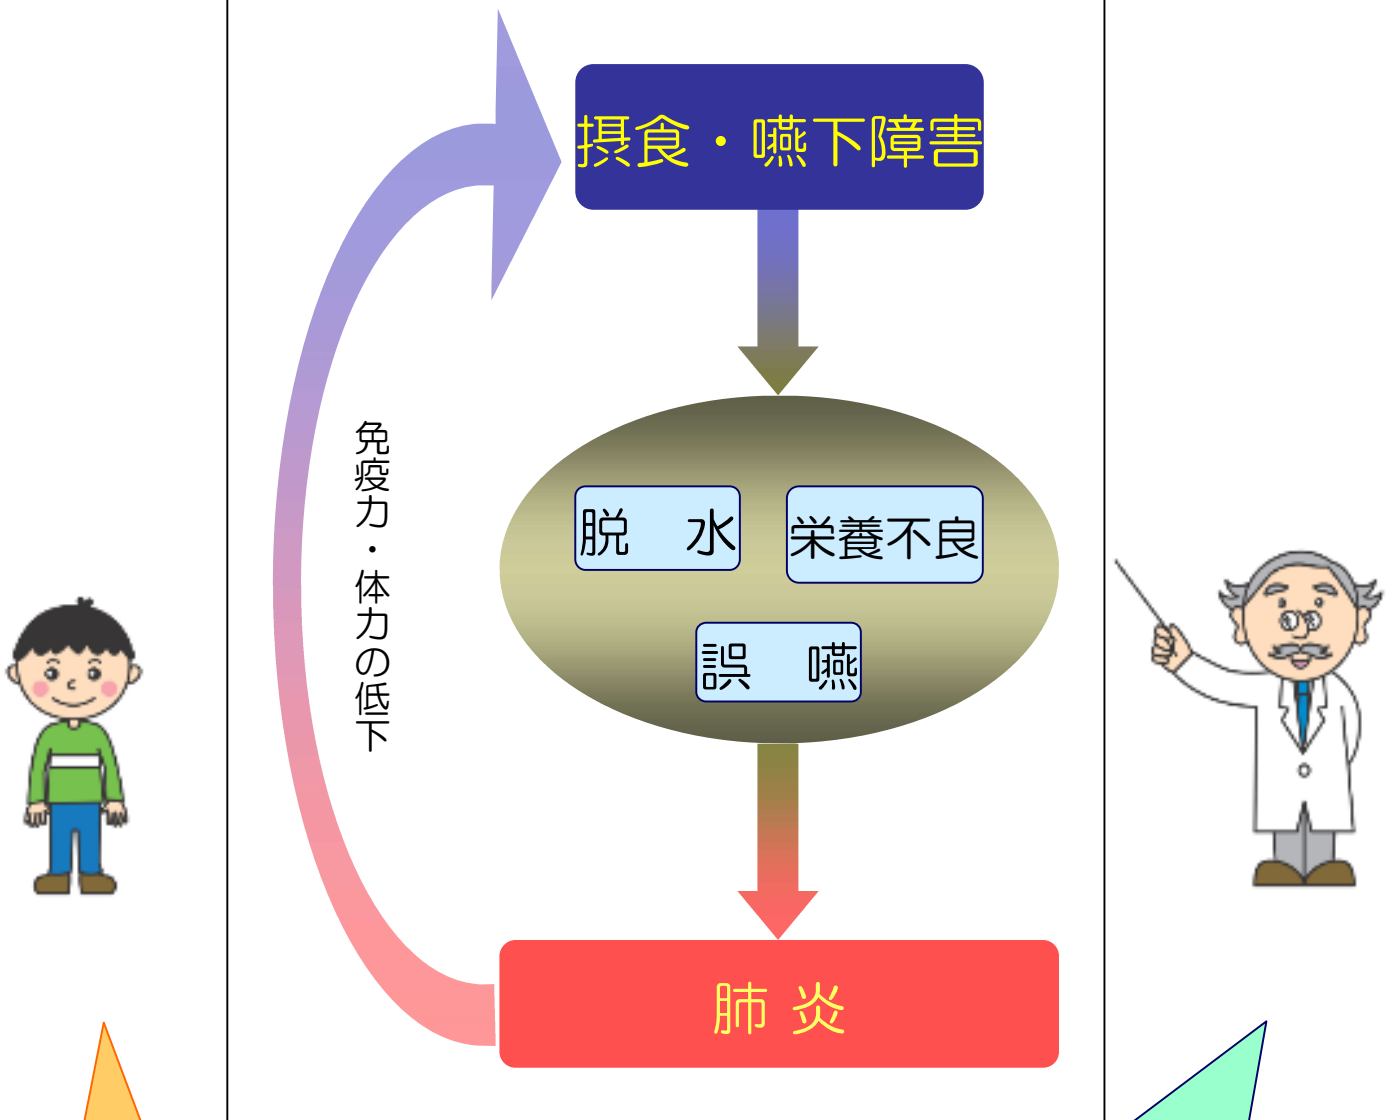 摂食・嚥下障害
脱　水
栄養不良
誤　嚥
免疫力・体力の低下
肺 炎